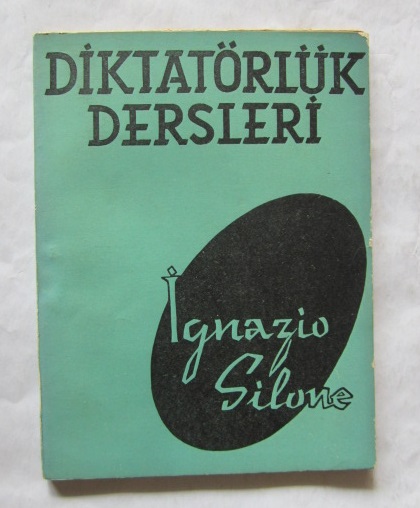 DİKTATÖRLÜK
DERSLERİ
İgnazio
Silone